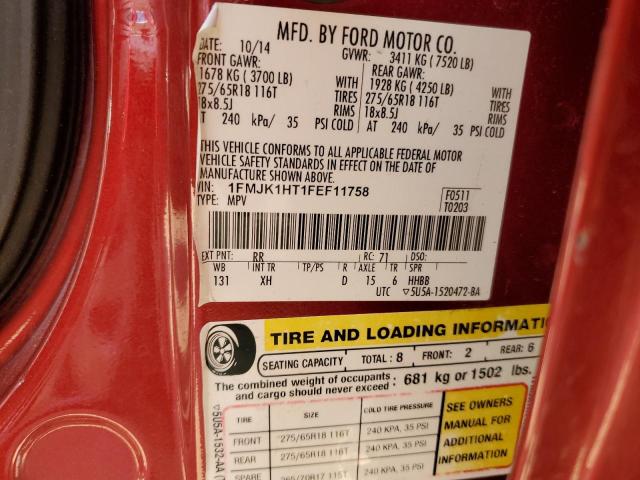 MFD. BY FORD MOTOR CO.
DATE: 10/14 GVWR: 3411 KG ( 7520 LB)
FRONT GAWR: REAR GAWR:
1678 KG ( 3700 LB) WITH 1928 KG ( 4250 LB) WITH
275/65R18 116T TIRES 275/65R18 116T TIRES
18x8.5J RIMS 18x8.5J RIMS
AT 240 kPa/ 35 PSI COLD AT 240 kPa/ 35 PSI COLD
THIS VEHICLE CONFORMS TO ALL APPLICABLE FEDERAL MOTOR
VEHICLE SAFETY STANDARDS IN EFFECT ON THE DATE OF
MANUFACTURE SHOWN ABOVE.
VIN: 1FMJK1HT1FEF11758
TYPE: MPV
F0511
T0203
EXT PNT: RR RC: 71 DSO:
WB INT TR TP/PS R AXLE TR SPR
131 XH D 15 6 HHBB
UTC ▽5U5A-1520472-BA
TIRE AND LOADING INFORMATI
SEATING CAPACITY TOTAL : 8 FRONT: 2 REAR: 6
The combined weight of occupants and cargo should never exceed : 681 kg or 1502 lbs.
▽5U5A-1532-AA
TIRE SIZE COLD TIRE PRESSURE
FRONT 275/65R18 116T 240 KPA, 35 PSI
REAR 275/65R18 116T 240 KPA, 35 PSI
SPARE 265/70R17 115T 240 KPA, 35 PSI
SEE OWNERS
MANUAL FOR
ADDITIONAL
INFORMATION